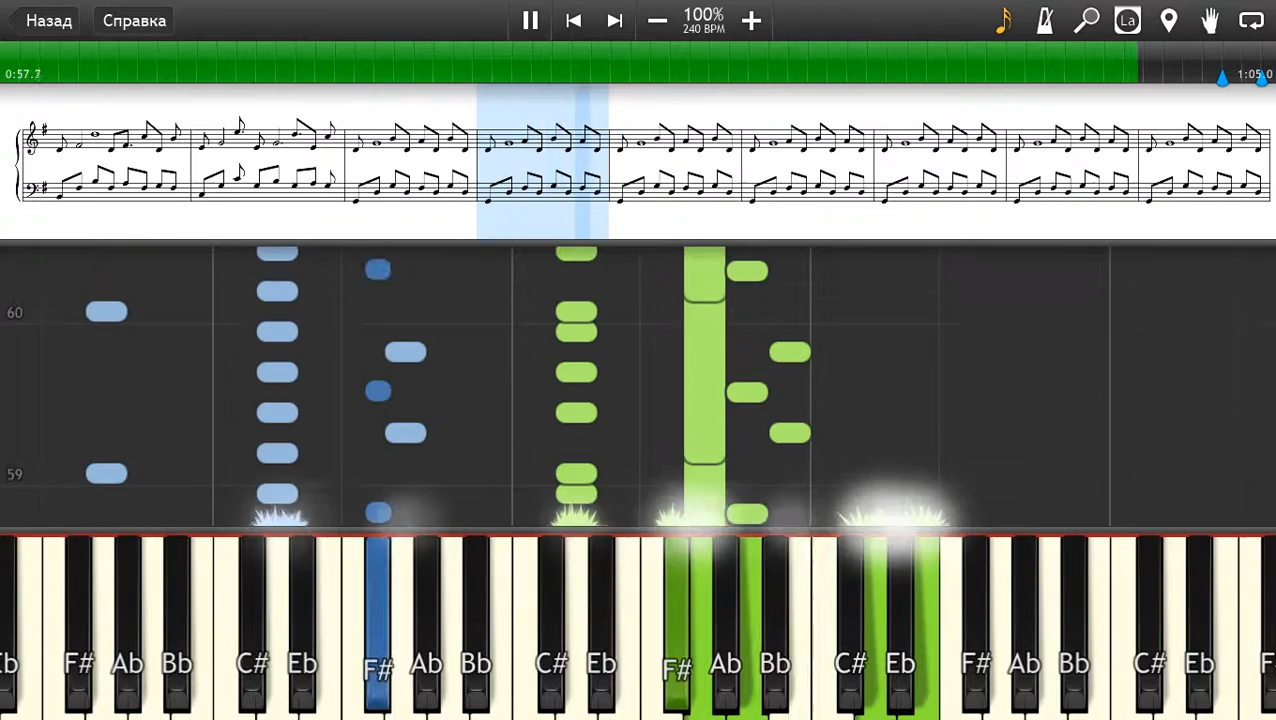 Назад Справка 100% La
240 BPM
0:57.7 1:05.0
60
59
Eb F# Ab Bb C# Eb F# Ab Bb C# Eb F# Ab Bb C# Eb F# Ab Bb C# Eb F